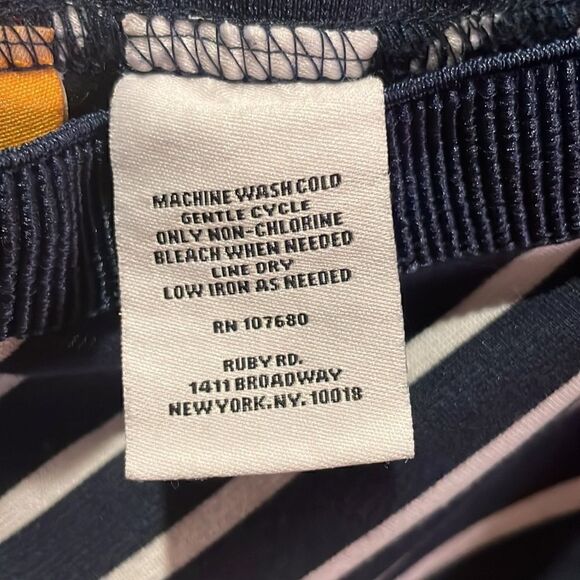 MACHINE WASH COLD
GENTLE CYCLE
ONLY NON-CHLORINE
BLEACH WHEN NEEDED
LINE DRY
LOW IRON AS NEEDED
RN 107680
RUBY RD.
1411 BROADWAY
NEW YORK. NY. 10018